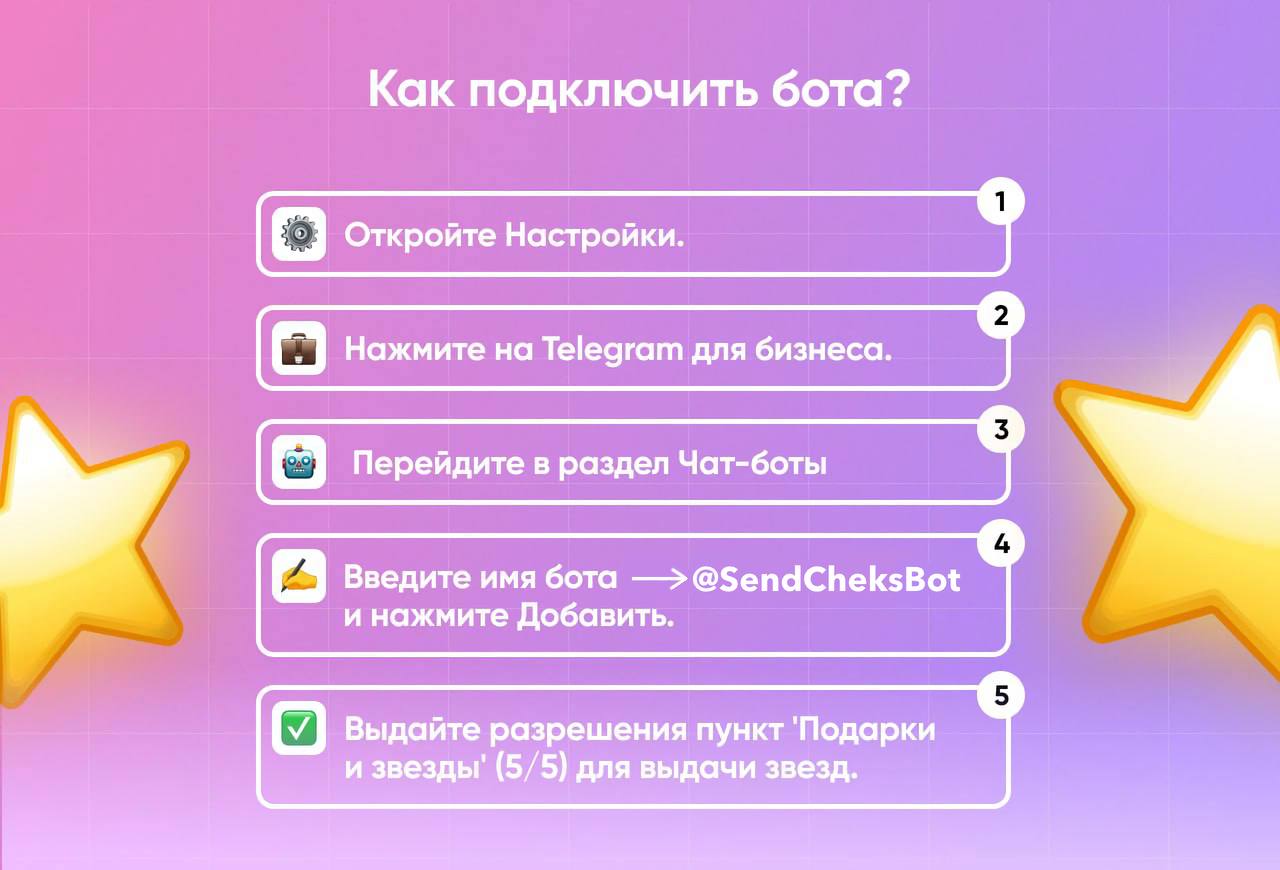 Как подключить бота?
1
Откройте Настройки.
2
Нажмите на Telegram для бизнеса.
3
Перейдите в раздел Чат-боты
4
Введите имя бота → @SendCheksBot
и нажмите Добавить.
5
Выдайте разрешения пункт 'Подарки
и звезды' (5/5) для выдачи звезд.